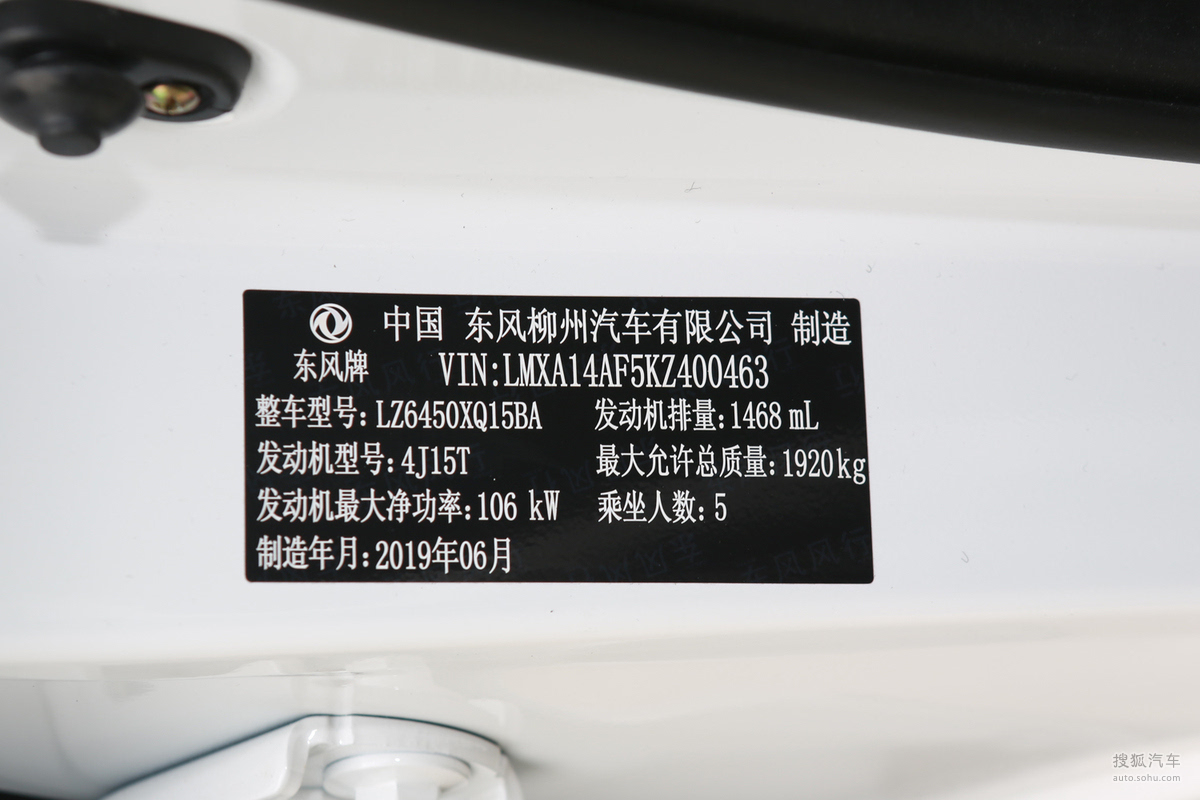 中国 东风柳州汽车有限公司 制造
东风牌 VIN:LMXA14AF5KZ400463
整车型号:LZ6450XQ15BA 发动机排量:1468 mL
发动机型号:4J15T 最大允许总质量:1920kg
发动机最大净功率:106 kW 乘坐人数:5
制造年月:2019年06月
搜狐汽车
auto.sohu.com